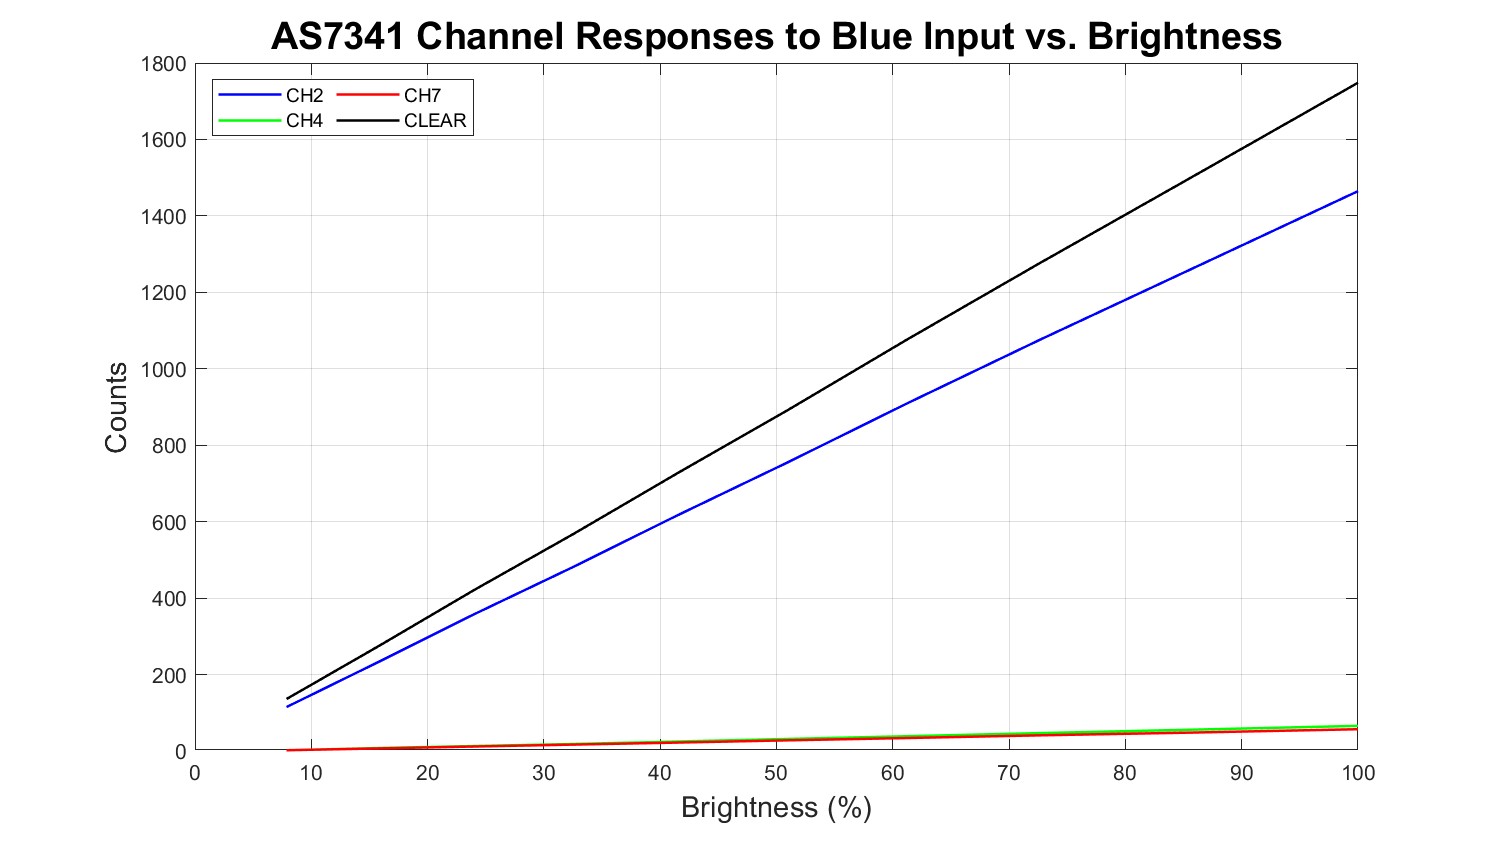 AS7341 Channel Responses to Blue Input vs. Brightness
1800
1600
1400
1200
1000
800
600
400
200
0
Counts
CH2 CH7
CH4 CLEAR
0 10 20 30 40 50 60 70 80 90 100
Brightness (%)